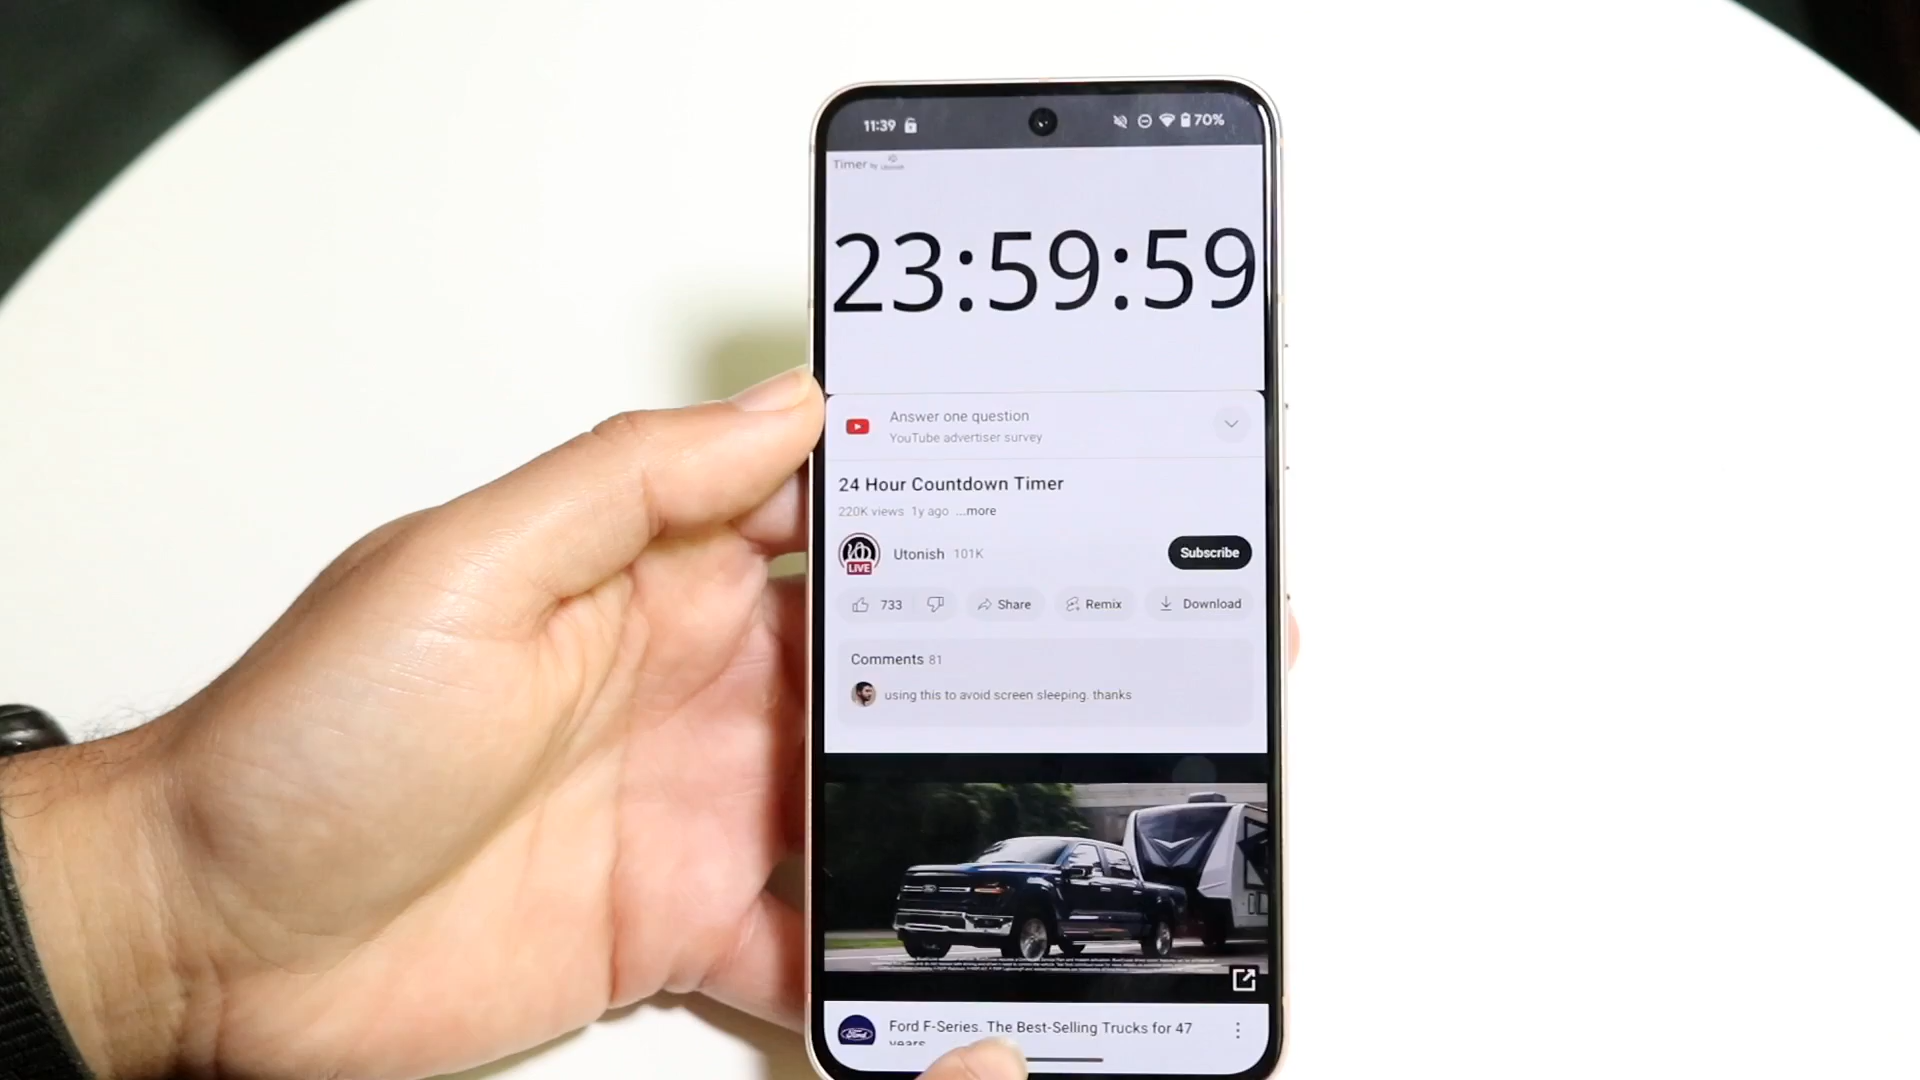 11:39 70%
Timer by Utonish
23:59:59
Answer one question
YouTube advertiser survey
24 Hour Countdown Timer
220K views 1y ago ...more
LIVE
Utonish 101K
Subscribe
733 Share Remix Download
Comments 81
using this to avoid screen sleeping. thanks
Ford
Ford F-Series. The Best-Selling Trucks for 47
years